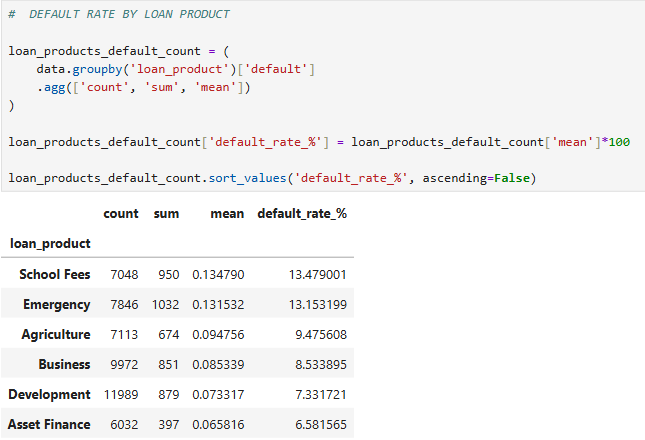 #  DEFAULT RATE BY LOAN PRODUCT
loan_products_default_count = (
    data.groupby('loan_product')['default']
    .agg(['count', 'sum', 'mean'])
)
loan_products_default_count['default_rate_%'] = loan_products_default_count['mean']*100
loan_products_default_count.sort_values('default_rate_%', ascending=False)
count sum mean default_rate_%
loan_product
School Fees 7048 950 0.134790 13.479001
Emergency 7846 1032 0.131532 13.153199
Agriculture 7113 674 0.094756 9.475608
Business 9972 851 0.085339 8.533895
Development 11989 879 0.073317 7.331721
Asset Finance 6032 397 0.065816 6.581565